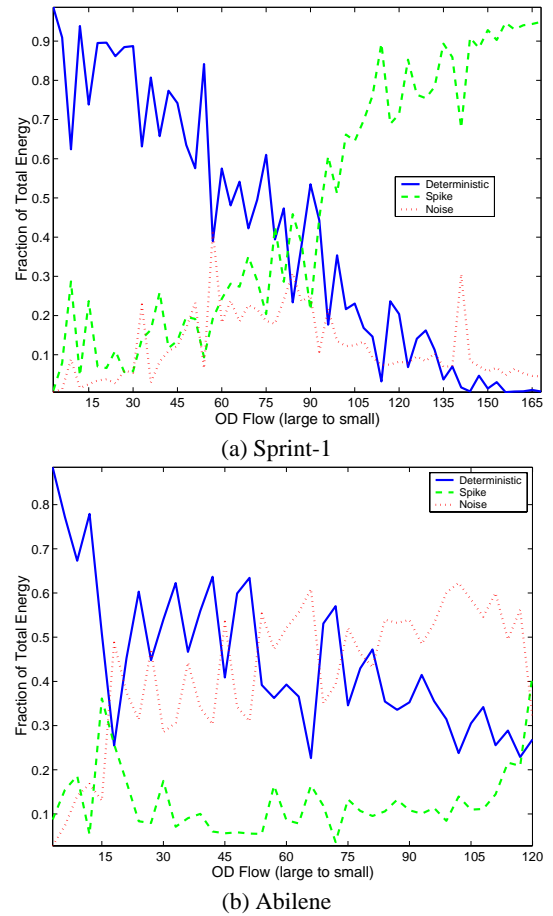 0.9
0.8
0.7
0.6
0.5
0.4
0.3
0.2
0.1
Fraction of Total Energy
Deterministic
Spike
Noise
15 30 45 60 75 90 105 120 135 150 165
OD Flow (large to small)
(a) Sprint-1
0.8
0.7
0.6
0.5
0.4
0.3
0.2
0.1
Fraction of Total Energy
Deterministic
Spike
Noise
15 30 45 60 75 90 105 120
OD Flow (large to small)
(b) Abilene